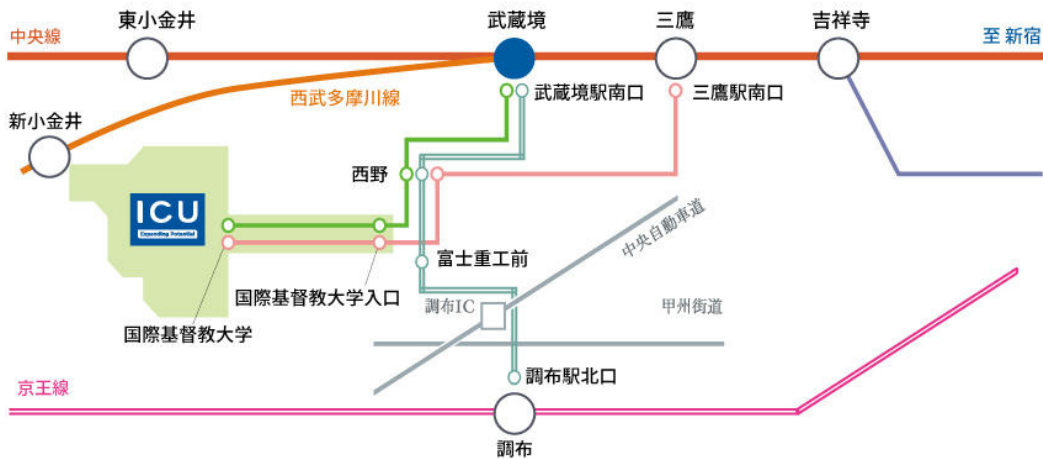 東小金井
武蔵境
三鷹
吉祥寺
中央線
至 新宿
西武多摩川線
武蔵境駅南口
三鷹駅南口
新小金井
西野
ICU
Expanding Potential
中央自動車道
富士重工前
国際基督教大学入口
調布IC
甲州街道
国際基督教大学
京王線
調布駅北口
調布